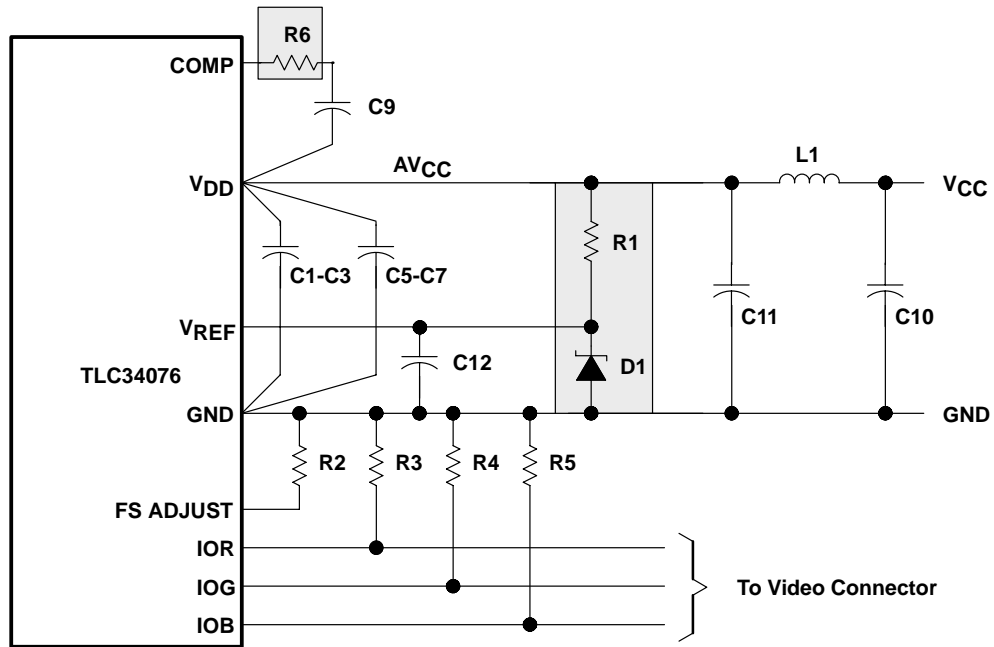 R6
COMP
C9
L1
AVCC
VDD
VCC
R1
C1-C3
C5-C7
C11
C10
VREF
C12
D1
TLC34076
GND
GND
R2
R3
R4
R5
FS ADJUST
IOR
IOG
To Video Connector
IOB